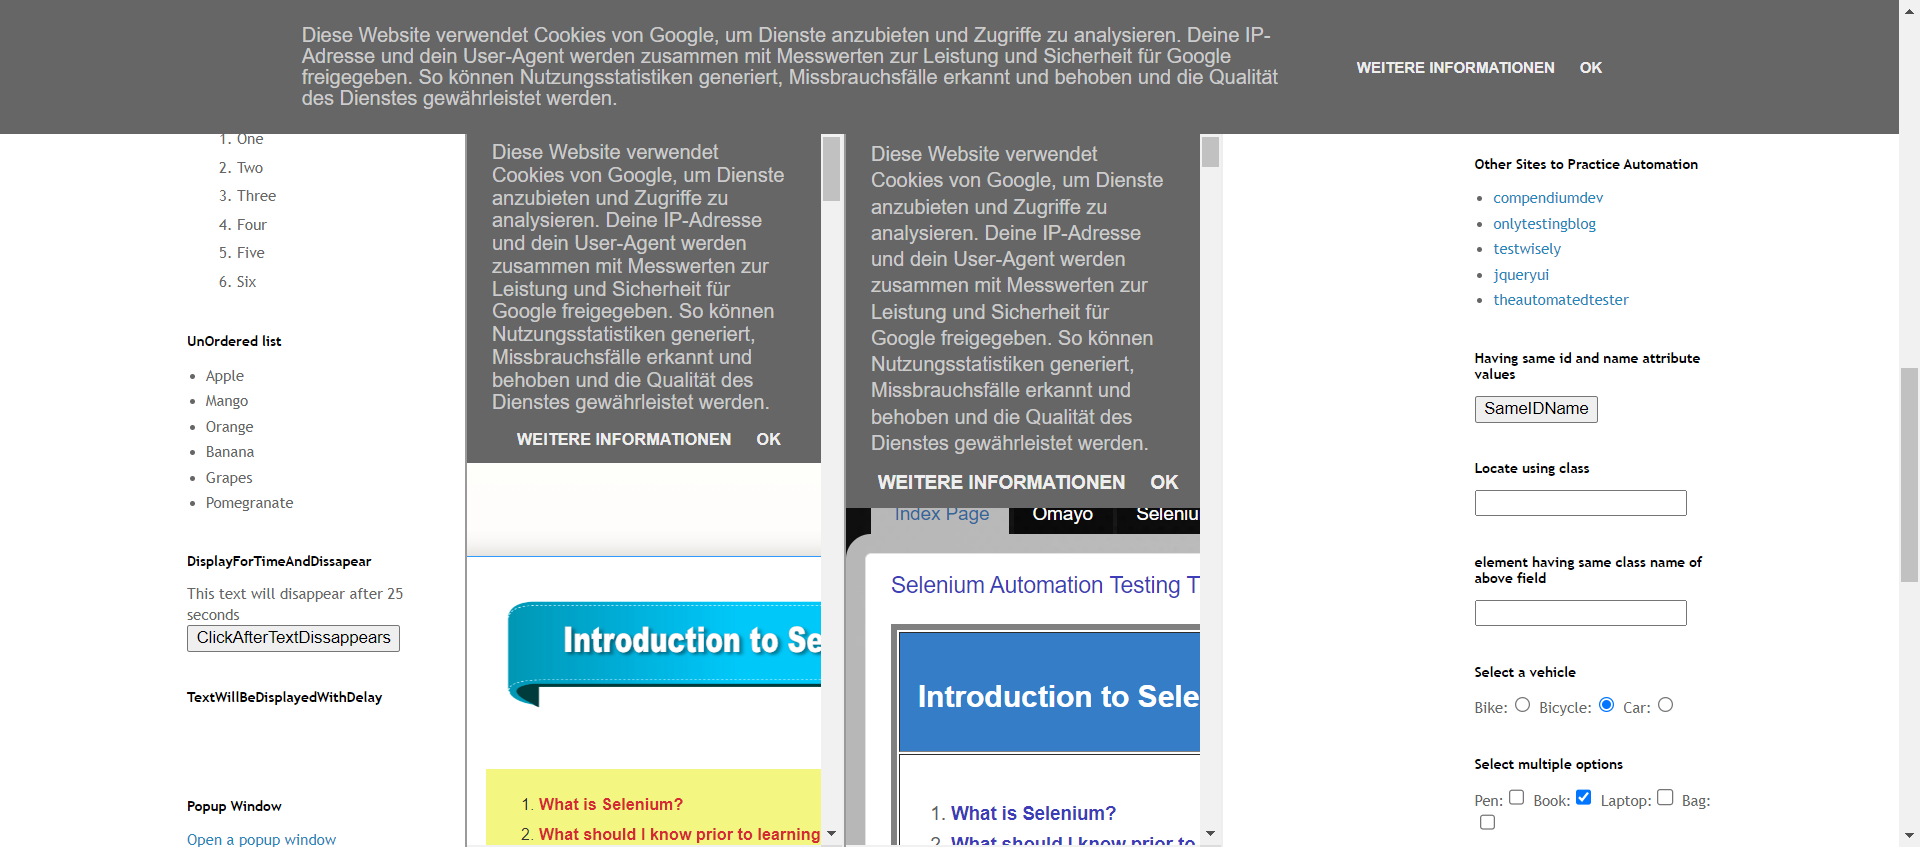 Diese Website verwendet Cookies von Google, um Dienste anzubieten und Zugriffe zu analysieren. Deine IP-
Adresse und dein User-Agent werden zusammen mit Messwerten zur Leistung und Sicherheit für Google
freigegeben. So können Nutzungsstatistiken generiert, Missbrauchsfälle erkannt und behoben und die Qualität
des Dienstes gewährleistet werden.
WEITERE INFORMATIONEN OK
1. One
2. Two
3. Three
4. Four
5. Five
6. Six
UnOrdered list
Apple
Mango
Orange
Banana
Grapes
Pomegranate
DisplayForTimeAndDissapear
This text will disappear after 25
seconds
ClickAfterTextDissappears
TextWillBeDisplayedWithDelay
Popup Window
Open a popup window
Diese Website verwendet
Cookies von Google, um Dienste
anzubieten und Zugriffe zu
analysieren. Deine IP-Adresse
und dein User-Agent werden
zusammen mit Messwerten zur
Leistung und Sicherheit für
Google freigegeben. So können
Nutzungsstatistiken generiert,
Missbrauchsfälle erkannt und
behoben und die Qualität des
Dienstes gewährleistet werden.
WEITERE INFORMATIONEN OK
Introduction to Se
1. What is Selenium?
2. What should I know prior to learning
Diese Website verwendet
Cookies von Google, um Dienste
anzubieten und Zugriffe zu
analysieren. Deine IP-Adresse
und dein User-Agent werden
zusammen mit Messwerten zur
Leistung und Sicherheit für
Google freigegeben. So können
Nutzungsstatistiken generiert,
Missbrauchsfälle erkannt und
behoben und die Qualität des
Dienstes gewährleistet werden.
WEITERE INFORMATIONEN OK
Index Page Omayo Seleniu
Selenium Automation Testing T
Introduction to Sele
1. What is Selenium?
2. What should I know prior to
Other Sites to Practice Automation
compendiumdev
onlytestingblog
testwisely
jqueryui
theautomatedtester
Having same id and name attribute
values
SameIDName
Locate using class
element having same class name of
above field
Select a vehicle
Bike: Bicycle: Car:
Select multiple options
Pen: Book: Laptop: Bag: